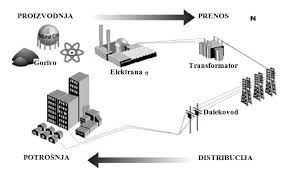 PROIZVODNJA
PRENOS
N
Gorivo
Elektrana
Transformator
Dalekovod
POTROŠNJA
DISTRIBUCIJA